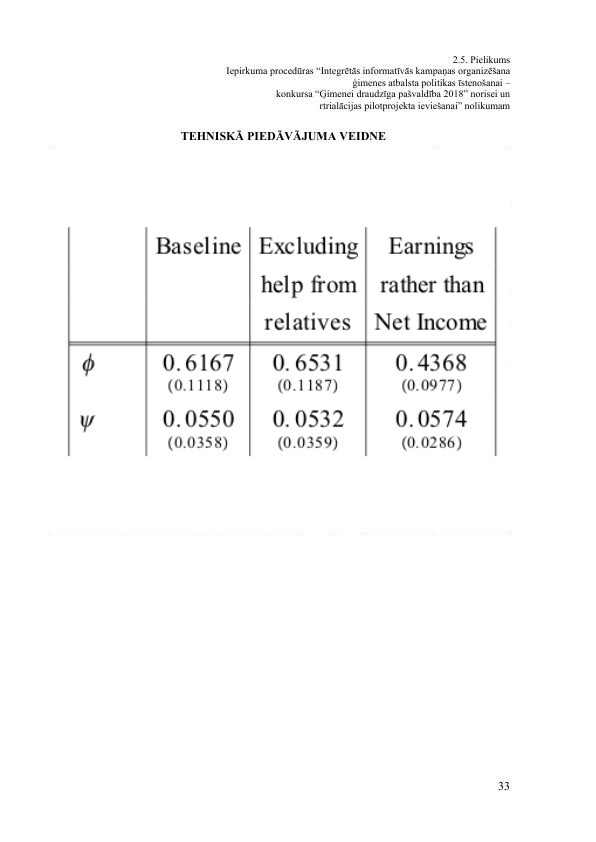 2.5. Pielikums
Iepirkuma procedūras “Integrētās informatīvās kampaņas organizēšana
ģimenes atbalsta politikas īstenošanai –
konkursa “Ģimenei draudzīga pašvaldība 2018” norisei un
rtrialācijas pilotprojekta ieviešanai” nolikumam
TEHNISKĀ PIEDĀVĀJUMA VEIDNE
Baseline Excluding Earnings
help from rather than
relatives Net Income
ϕ 0.6167 0.6531 0.4368
(0.1118) (0.1187) (0.0977)
ψ 0.0550 0.0532 0.0574
(0.0358) (0.0359) (0.0286)
33